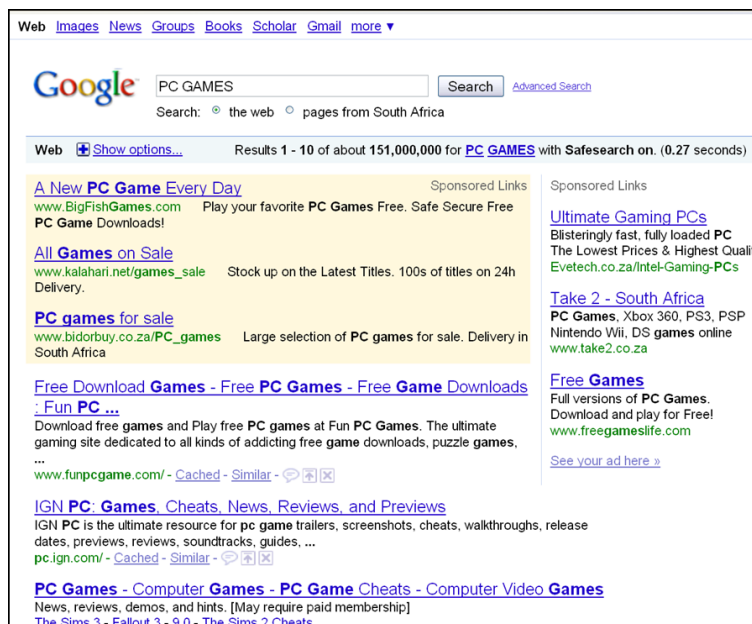 Web Images News Groups Books Scholar Gmail more ▼
Google
PC GAMES
Search
Advanced Search
Search: the web pages from South Africa
Web Show options...
Results 1 - 10 of about 151,000,000 for PC GAMES with Safesearch on. (0.27 seconds)
A New PC Game Every Day
Sponsored Links
www.BigFishGames.com Play your favorite PC Games Free. Safe Secure Free
PC Game Downloads!
All Games on Sale
www.kalahari.net/games_sale Stock up on the Latest Titles. 100s of titles on 24h
Delivery.
PC games for sale
www.bidorbuy.co.za/PC_games Large selection of PC games for sale. Delivery in
South Africa
Sponsored Links
Ultimate Gaming PCs
Blisteringly fast, fully loaded PC
The Lowest Prices & Highest Quali
Evetech.co.za/Intel-Gaming-PCs
Take 2 - South Africa
PC Games, Xbox 360, PS3, PSP
Nintendo Wii, DS games online
www.take2.co.za
Free Games
Full versions of PC Games.
Download and play for Free!
www.freegameslife.com
See your ad here »
Free Download Games - Free PC Games - Free Game Downloads
: Fun PC ...
Download free games and Play free PC games at Fun PC Games. The ultimate
gaming site dedicated to all kinds of addicting free game downloads, puzzle games,
...
www.funpcgame.com/ - Cached - Similar -
IGN PC: Games, Cheats, News, Reviews, and Previews
IGN PC is the ultimate resource for pc game trailers, screenshots, cheats, walkthroughs, release
dates, previews, reviews, soundtracks, guides, ...
pc.ign.com/ - Cached - Similar -
PC Games - Computer Games - PC Game Cheats - Computer Video Games
News, reviews, demos, and hints. [May require paid membership]
The Sims 3 - Fallout 3 - 9.0 - The Sims 2 Cheats